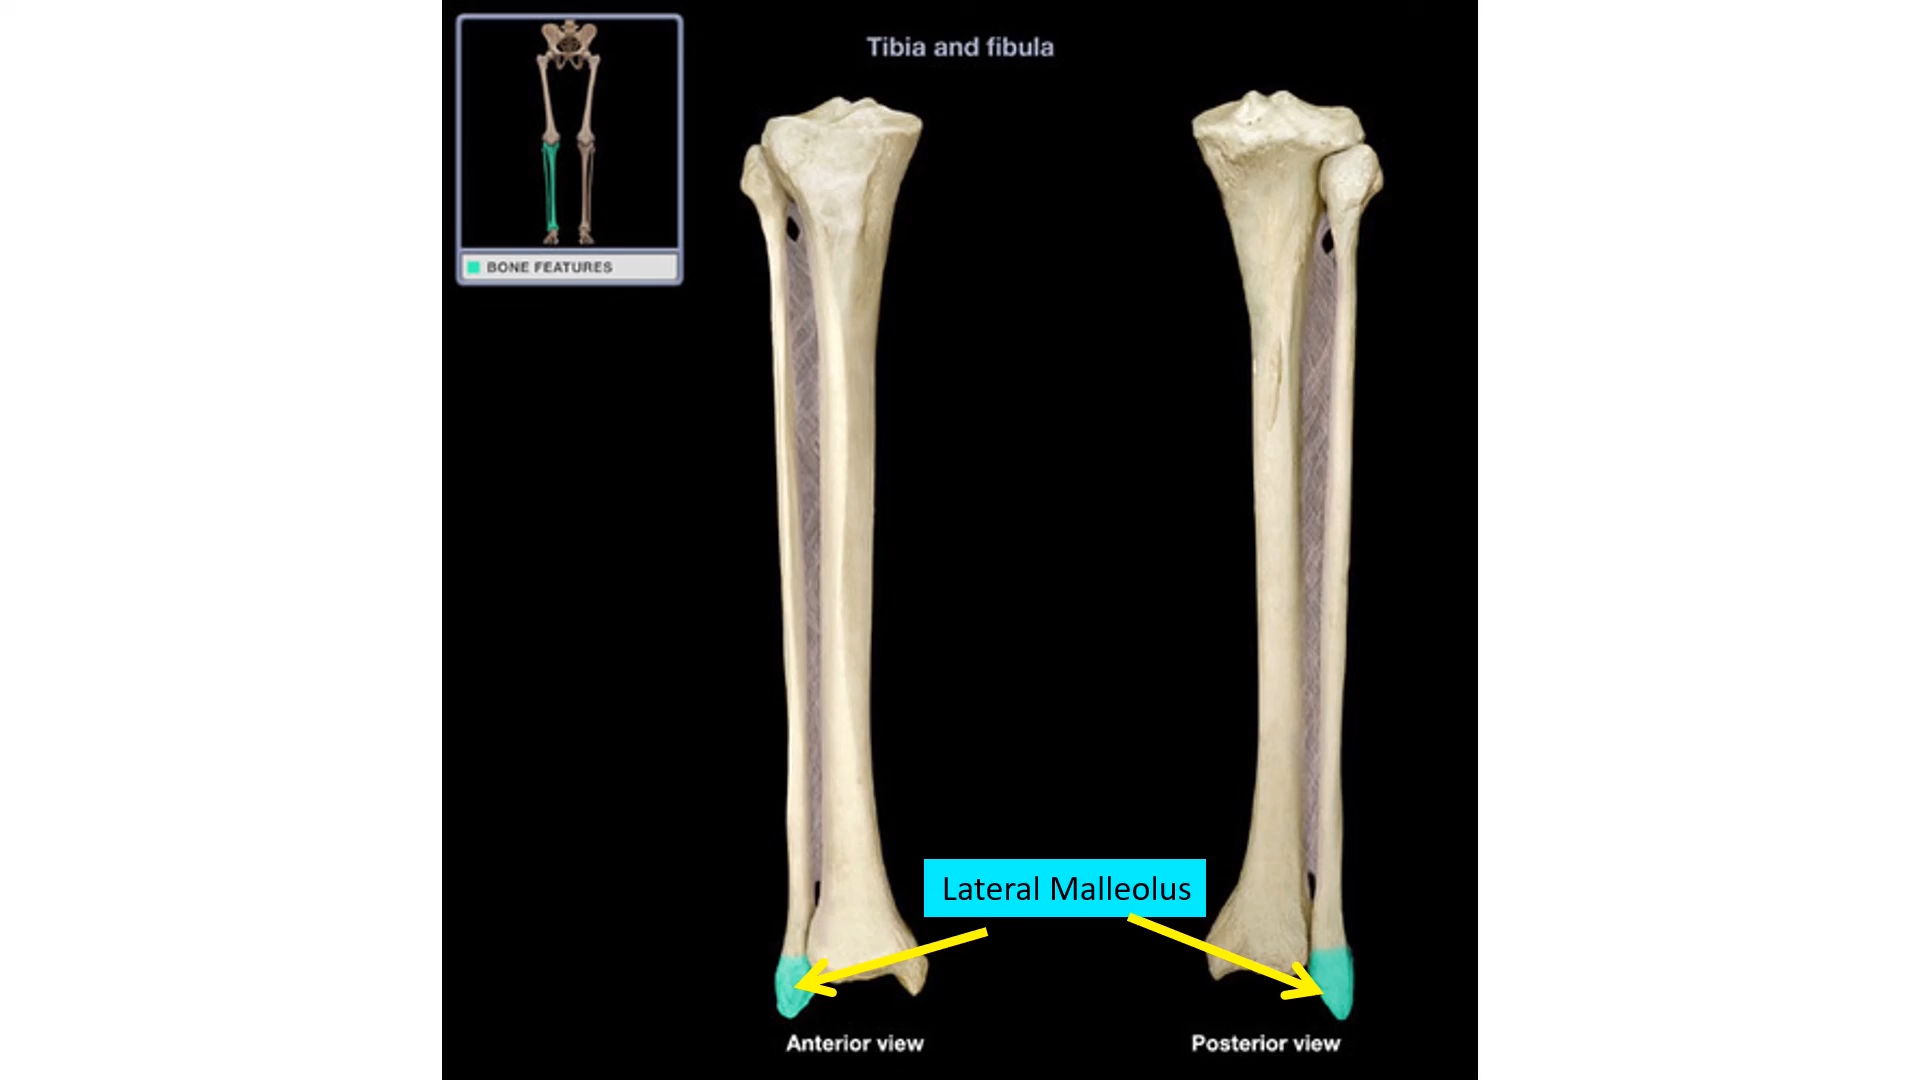 Tibia and fibula
BONE FEATURES
Lateral Malleolus
Anterior view
Posterior view